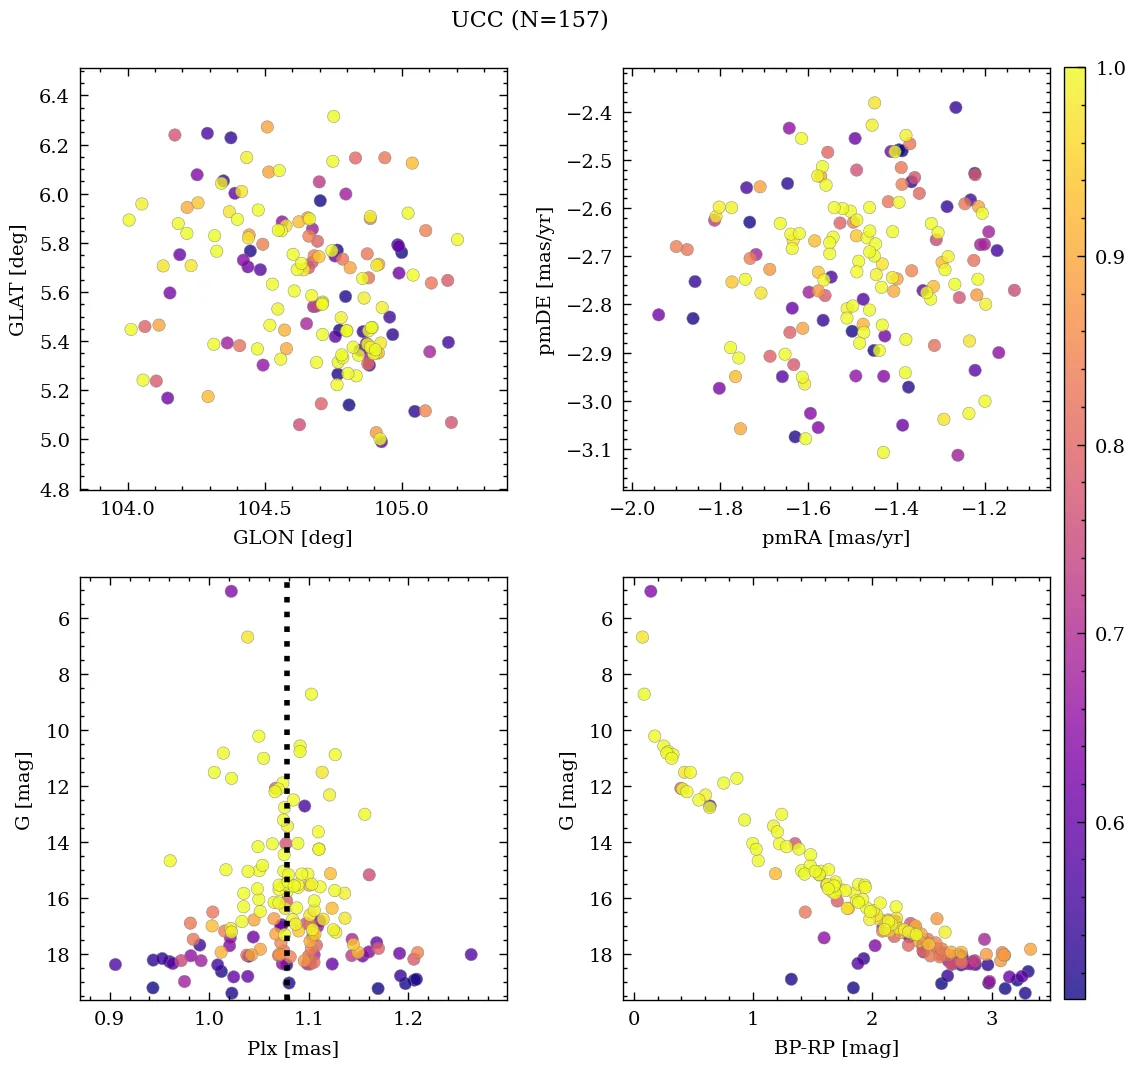 UCC (N=157)
6.4
6.2
6.0
5.8
5.6
5.4
5.2
5.0
4.8
GLAT [deg]
104.0 104.5 105.0
GLON [deg]
−2.4
−2.5
−2.6
−2.7
−2.8
−2.9
−3.0
−3.1
pmDE [mas/yr]
−2.0 −1.8 −1.6 −1.4 −1.2
pmRA [mas/yr]
6
8
10
12
14
16
18
G [mag]
0.9 1.0 1.1 1.2
Plx [mas]
6
8
10
12
14
16
18
G [mag]
0 1 2 3
BP-RP [mag]
1.0
0.9
0.8
0.7
0.6